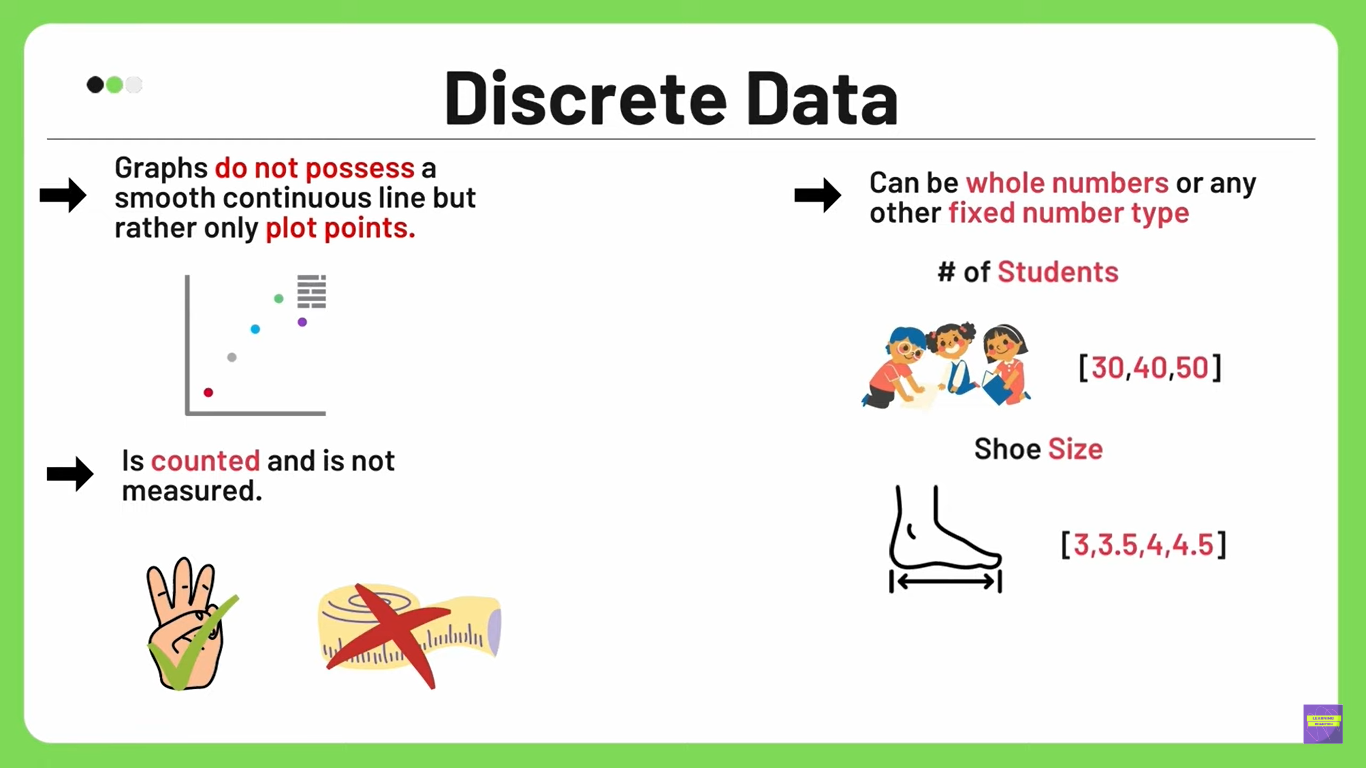 Discrete Data
Graphs do not possess a
smooth continuous line but
rather only plot points.
Is counted and is not
measured.
Can be whole numbers or any
other fixed number type
# of Students
[30,40,50]
Shoe Size
[3,3.5,4,4.5]